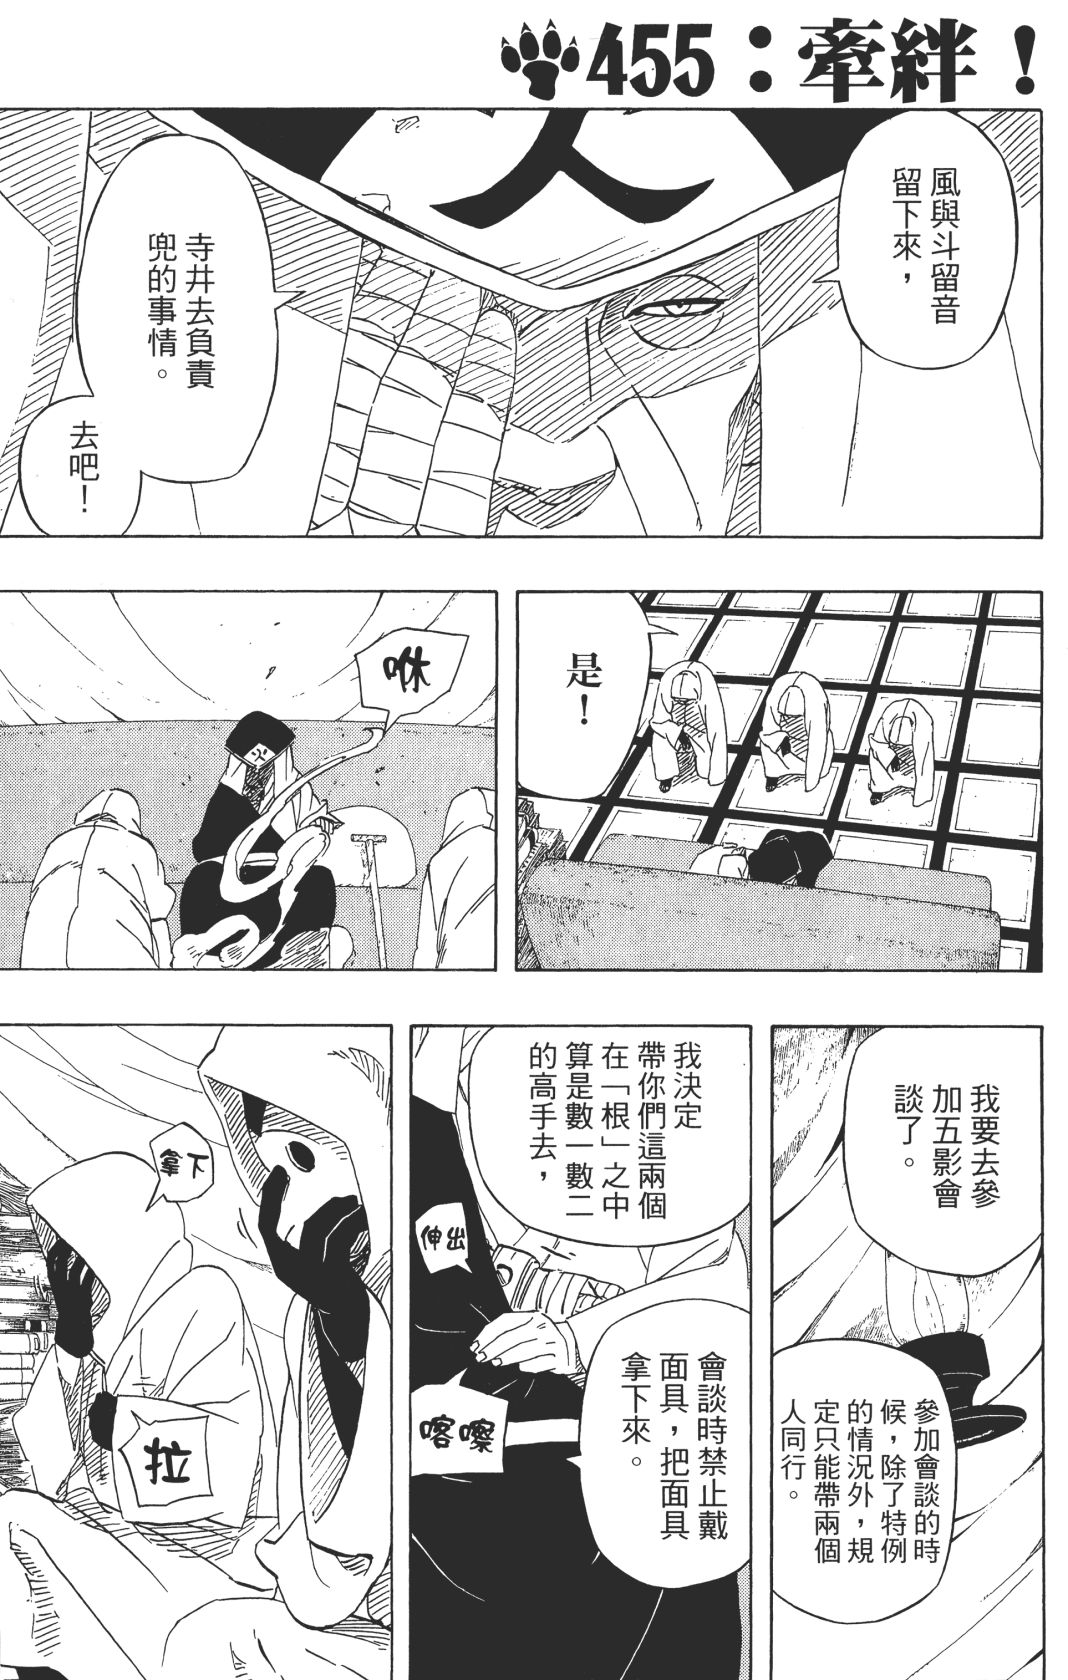 455：牽絆！
風與斗留音
留下來，
寺井去負責
兜的事情。
去吧！
是！
咻
火
我要去參
加五影會
談了。
參加會談的時
候，除了特例
的情況外，規
定只能帶兩個
人同行。
我決定
帶你們這兩個
在「根」之中
算是數一數二
的高手去，
伸出
會談時禁止戴
面具，把面具
拿下來。
喀嚓
拿下
拉